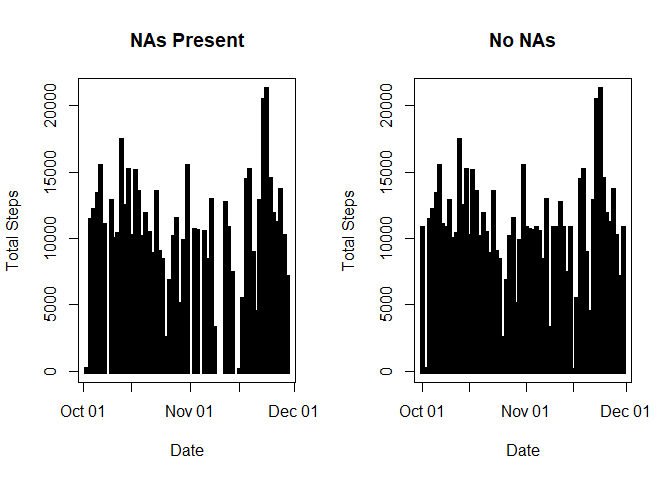 NAs Present
Total Steps
20000
15000
10000
5000
0
Oct 01
Nov 01
Dec 01
Date
No NAs
Total Steps
20000
15000
10000
5000
0
Oct 01
Nov 01
Dec 01
Date